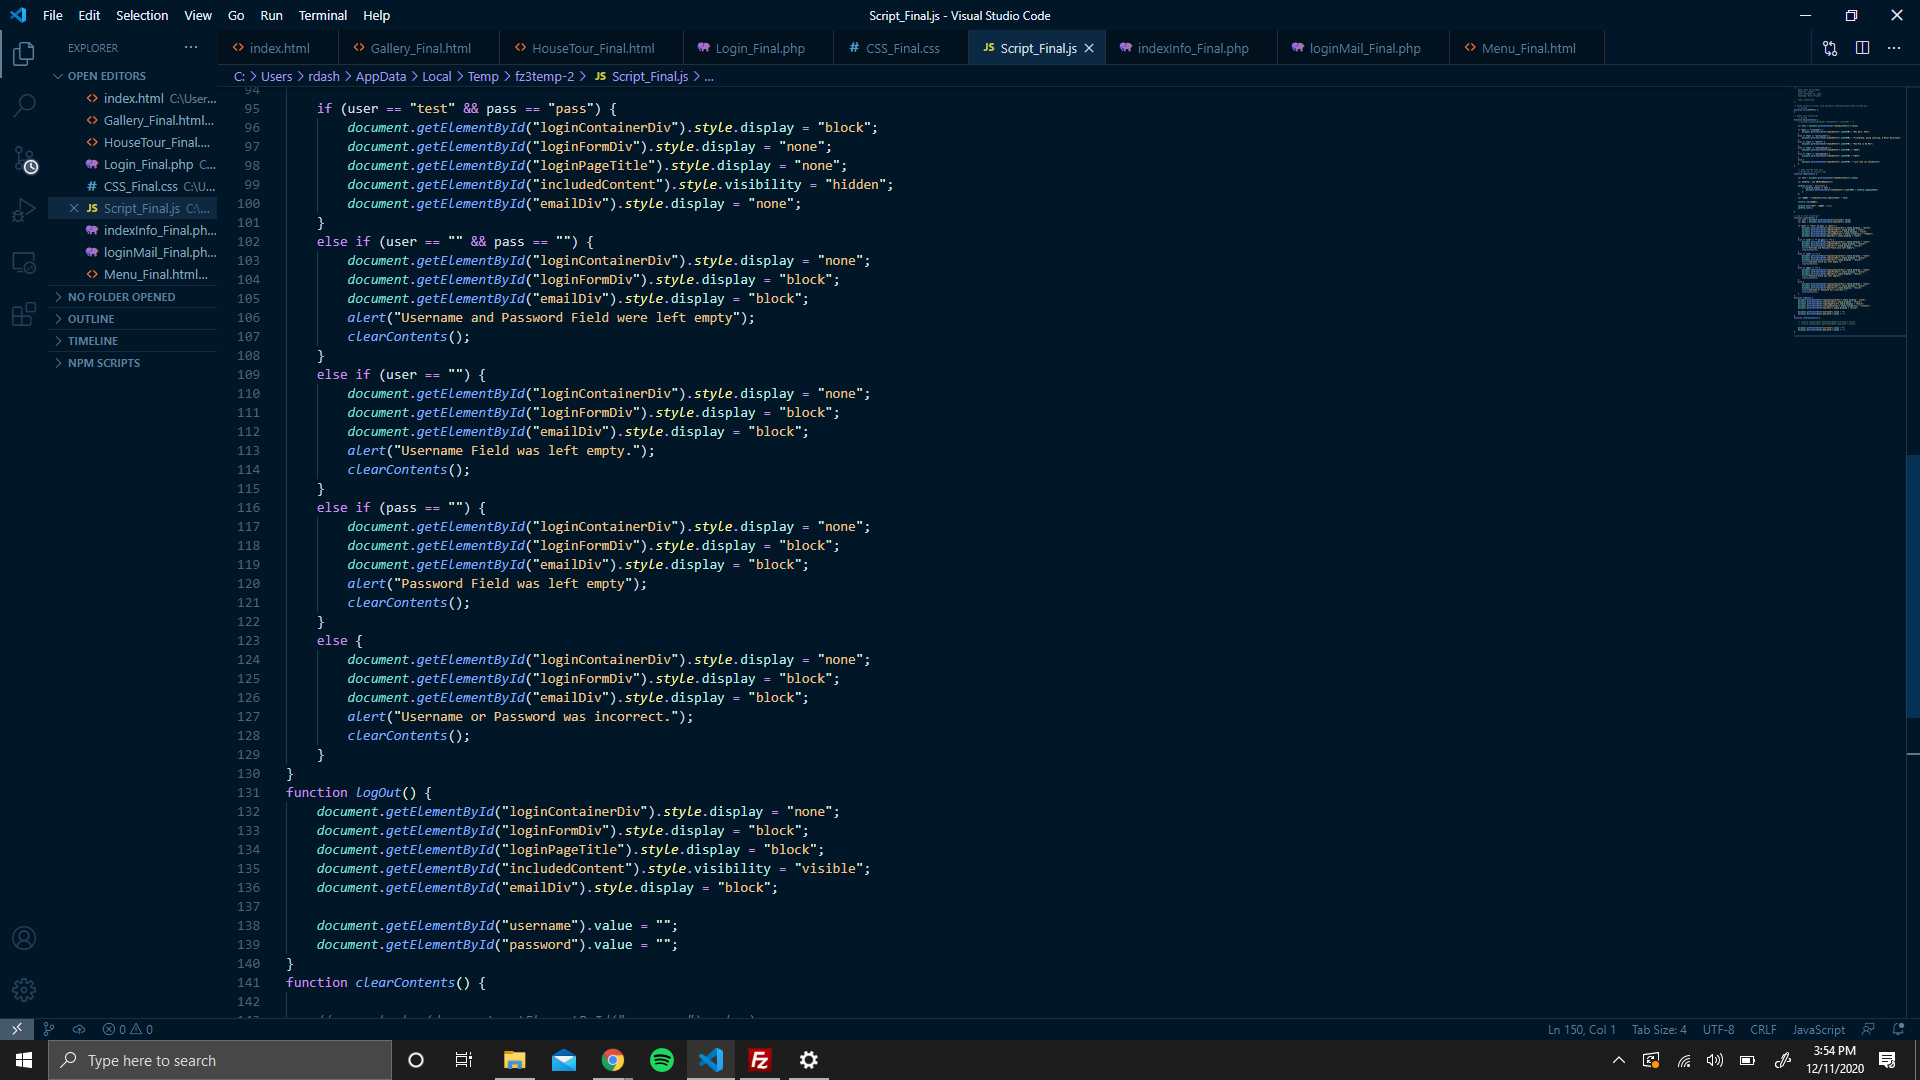 File Edit Selection View Go Run Terminal Help
Script_Final.js - Visual Studio Code
EXPLORER
index.html Gallery_Final.html HouseTour_Final.html Login_Final.php CSS_Final.css Script_Final.js indexInfo_Final.php loginMail_Final.php Menu_Final.html
OPEN EDITORS
index.html C:\User...
Gallery_Final.html...
HouseTour_Final....
Login_Final.php C...
CSS_Final.css C:\U...
JS Script_Final.js C:\...
indexInfo_Final.ph...
loginMail_Final.ph...
Menu_Final.html...
NO FOLDER OPENED
OUTLINE
TIMELINE
NPM SCRIPTS
C: > Users > rdash > AppData > Local > Temp > fz3temp-2 > JS Script_Final.js > ...
94
95 if (user == "test" && pass == "pass") {
96 document.getElementById("loginContainerDiv").style.display = "block";
97 document.getElementById("loginFormDiv").style.display = "none";
98 document.getElementById("loginPageTitle").style.display = "none";
99 document.getElementById("includedContent").style.visibility = "hidden";
100 document.getElementById("emailDiv").style.display = "none";
101 }
102 else if (user == "" && pass == "") {
103 document.getElementById("loginContainerDiv").style.display = "none";
104 document.getElementById("loginFormDiv").style.display = "block";
105 document.getElementById("emailDiv").style.display = "block";
106 alert("Username and Password Field were left empty");
107 clearContents();
108 }
109 else if (user == "") {
110 document.getElementById("loginContainerDiv").style.display = "none";
111 document.getElementById("loginFormDiv").style.display = "block";
112 document.getElementById("emailDiv").style.display = "block";
113 alert("Username Field was left empty.");
114 clearContents();
115 }
116 else if (pass == "") {
117 document.getElementById("loginContainerDiv").style.display = "none";
118 document.getElementById("loginFormDiv").style.display = "block";
119 document.getElementById("emailDiv").style.display = "block";
120 alert("Password Field was left empty");
121 clearContents();
122 }
123 else {
124 document.getElementById("loginContainerDiv").style.display = "none";
125 document.getElementById("loginFormDiv").style.display = "block";
126 document.getElementById("emailDiv").style.display = "block";
127 alert("Username or Password was incorrect.");
128 clearContents();
129 }
130 }
131 function logOut() {
132 document.getElementById("loginContainerDiv").style.display = "none";
133 document.getElementById("loginFormDiv").style.display = "block";
134 document.getElementById("loginPageTitle").style.display = "block";
135 document.getElementById("includedContent").style.visibility = "visible";
136 document.getElementById("emailDiv").style.display = "block";
137
138 document.getElementById("username").value = "";
139 document.getElementById("password").value = "";
140 }
141 function clearContents() {
142
0 0
Ln 150, Col 1 Tab Size: 4 UTF-8 CRLF JavaScript
Type here to search
3:54 PM
12/11/2020